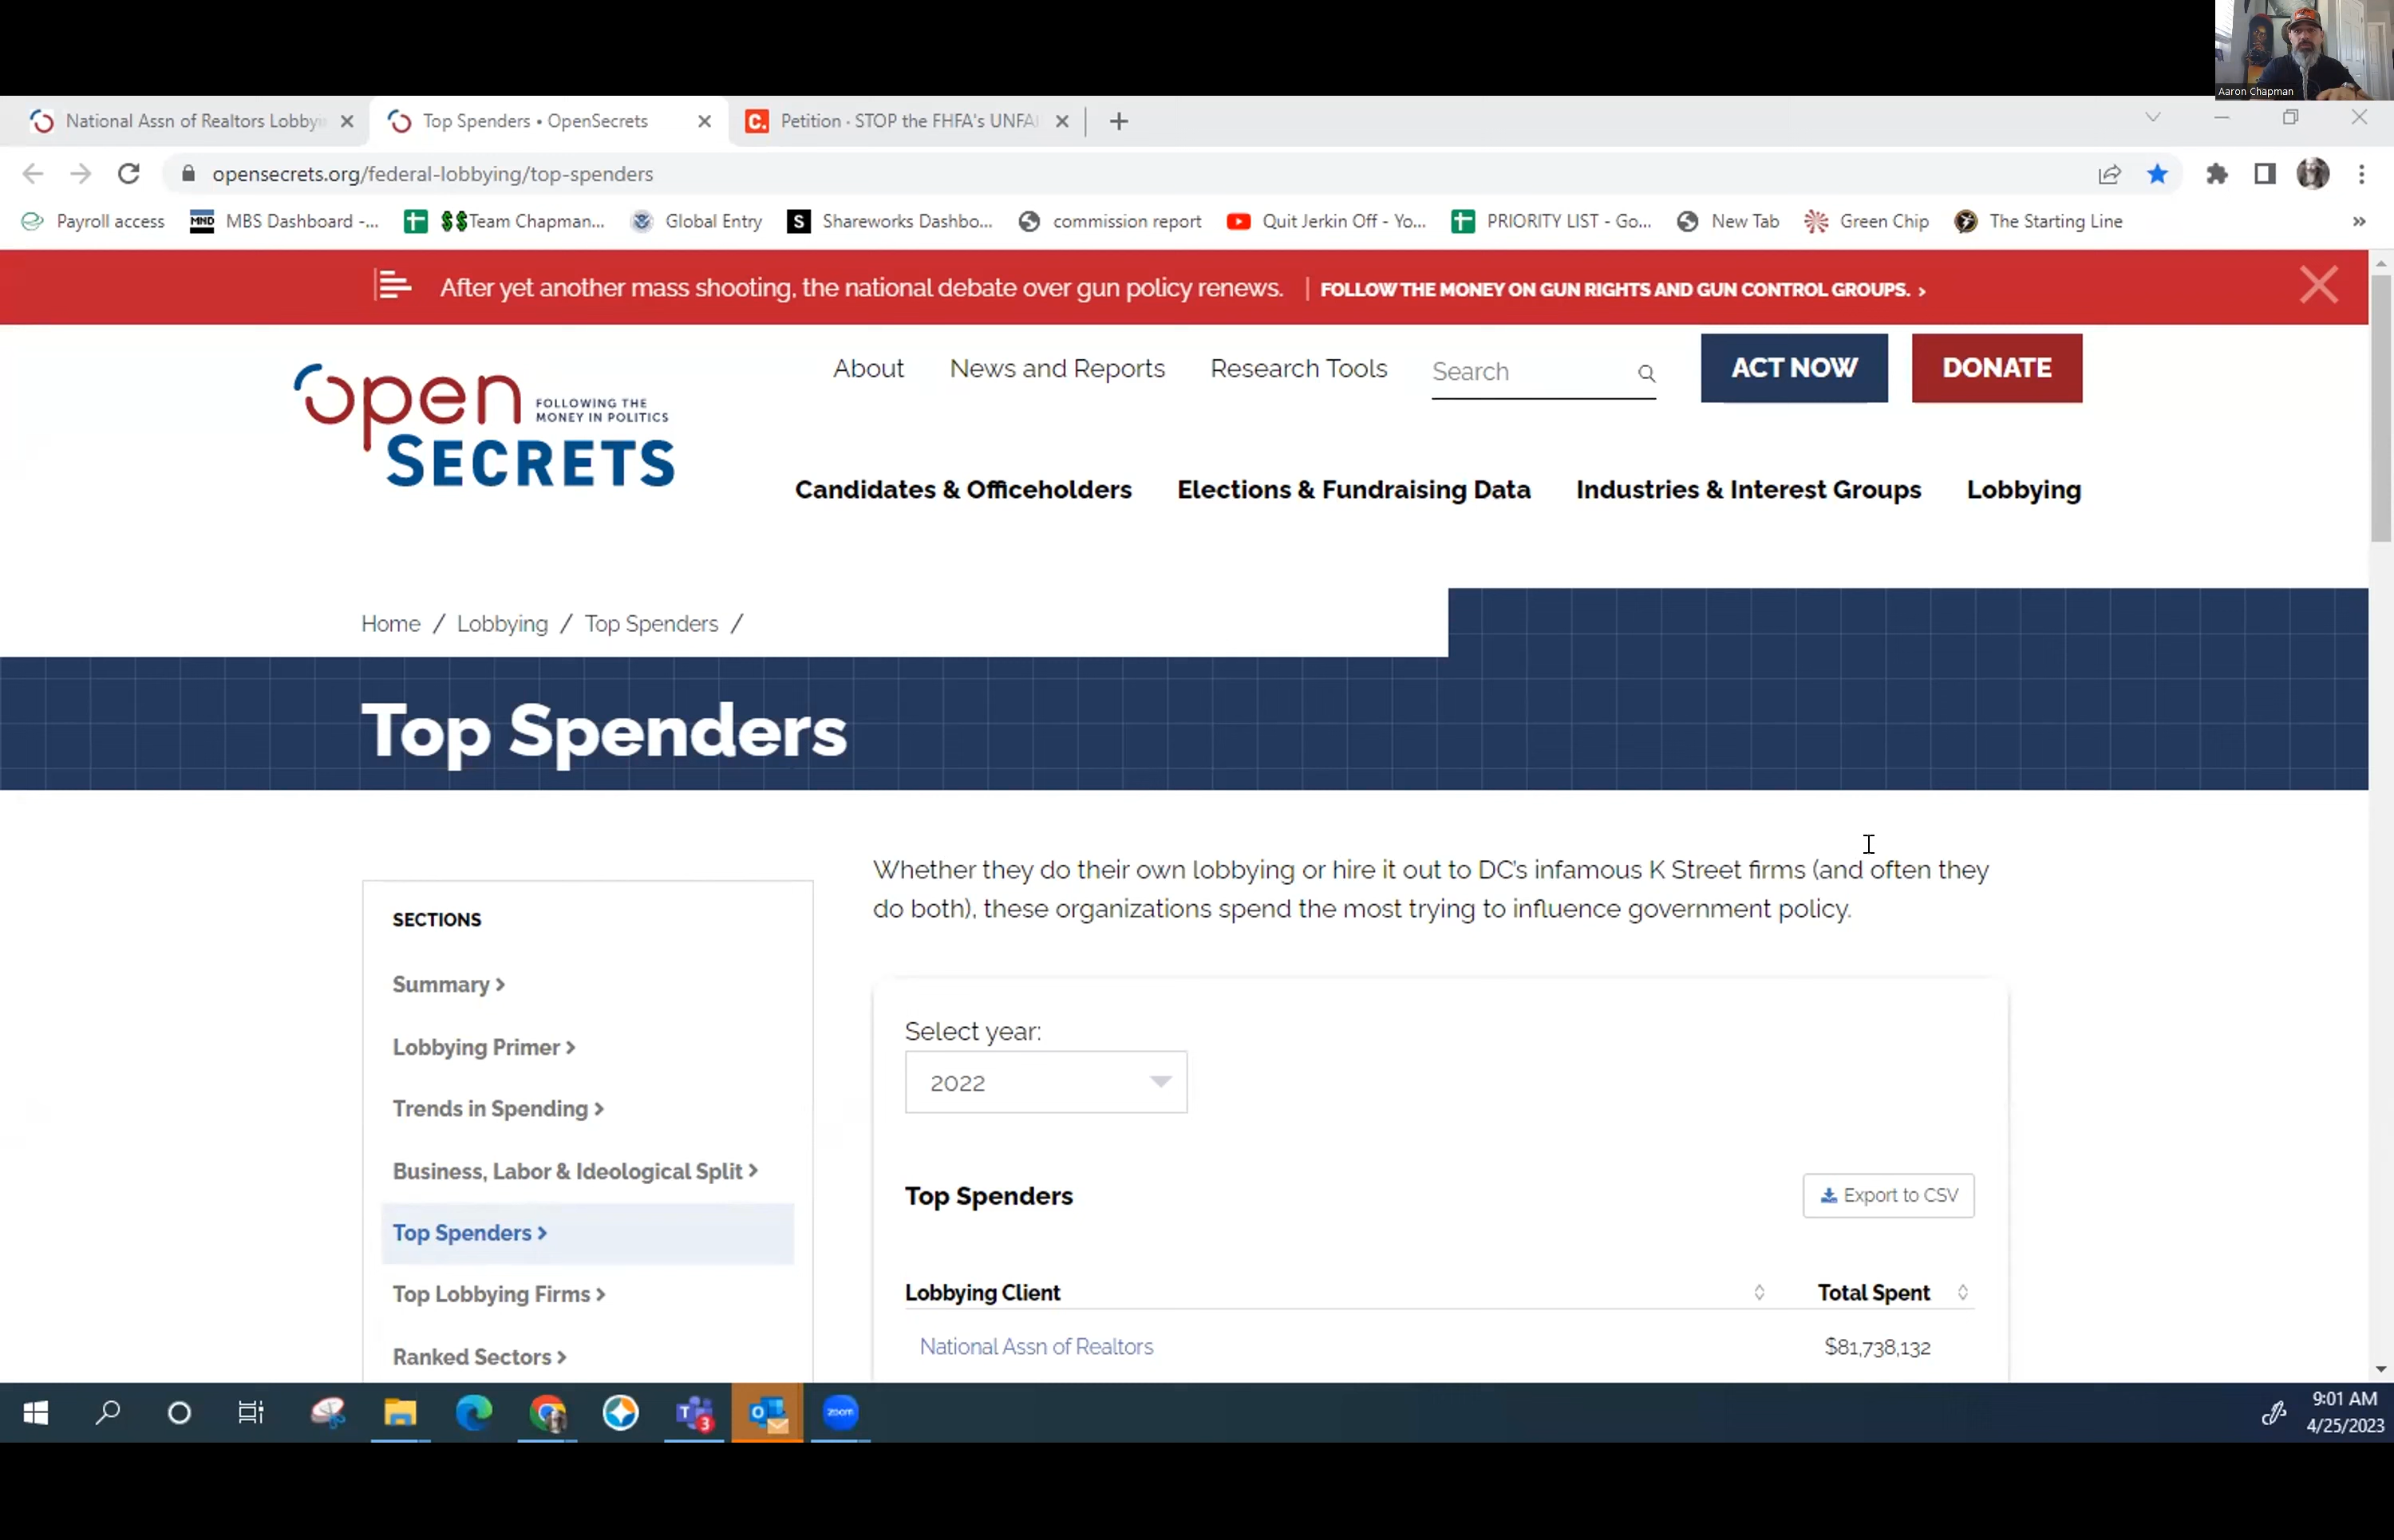 Aaron Chapman
National Assn of Realtors Lobbyi
Top Spenders • OpenSecrets
Petition · STOP the FHFA's UNFAI
opensecrets.org/federal-lobbying/top-spenders
Payroll access
MND
MBS Dashboard -...
$$Team Chapman...
Global Entry
S
Shareworks Dashbo...
commission report
Quit Jerkin Off - Yo...
PRIORITY LIST - Go...
New Tab
Green Chip
The Starting Line
After yet another mass shooting, the national debate over gun policy renews. | FOLLOW THE MONEY ON GUN RIGHTS AND GUN CONTROL GROUPS. >
About
News and Reports
Research Tools
Search
ACT NOW
DONATE
open
SECRETS
FOLLOWING THE
MONEY IN POLITICS
Candidates & Officeholders
Elections & Fundraising Data
Industries & Interest Groups
Lobbying
Home / Lobbying / Top Spenders /
Top Spenders
Whether they do their own lobbying or hire it out to DC's infamous K Street firms (and often they
do both), these organizations spend the most trying to influence government policy.
SECTIONS
Summary >
Lobbying Primer >
Trends in Spending >
Business, Labor & Ideological Split >
Top Spenders >
Top Lobbying Firms >
Ranked Sectors >
Select year:
2022
Top Spenders
Export to CSV
Lobbying Client
Total Spent
National Assn of Realtors
$81,738,132
T
3
O
zoom
9:01 AM
4/25/2023